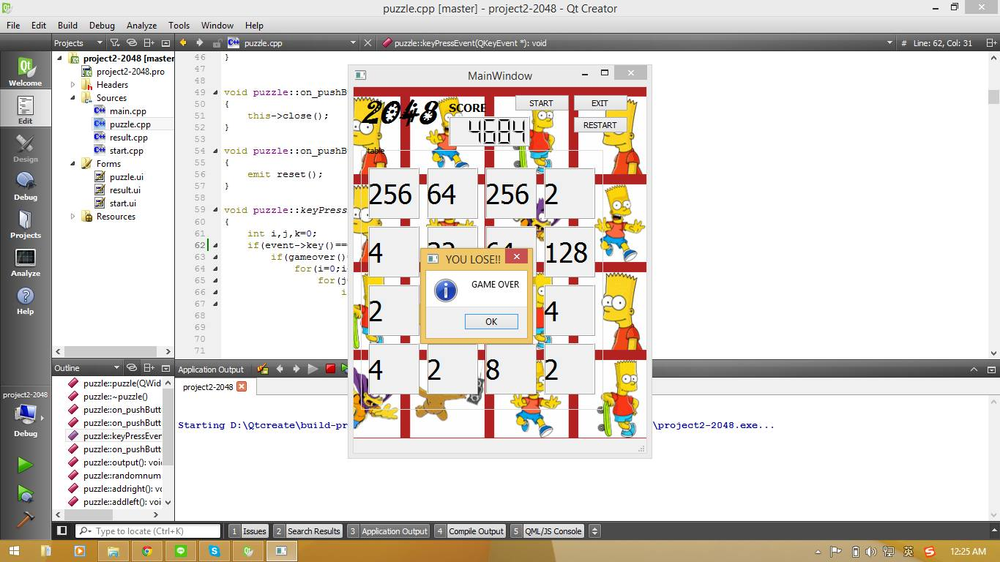 puzzle.cpp [master] - project2-2048 - Qt Creator
File Edit Build Debug Analyze Tools Window Help
Projects
puzzle.cpp
puzzle::keyPressEvent(QKeyEvent *): void
# Line: 62, Col: 31
Welcome
Edit
Design
Debug
Projects
Analyze
Help
project2-2048
Debug
project2-2048 [master
project2-2048.pro
Headers
Sources
main.cpp
puzzle.cpp
result.cpp
start.cpp
Forms
puzzle.ui
result.ui
start.ui
Resources
46 }
47
48
49 void puzzle::on_pushB
50 {
51 this->close();
52 }
53
54 void puzzle::on_pushB
55 {
56 emit reset();
57 }
58
59 void puzzle::keyPress
60 {
61 int i,j,k=0;
62 if(event->key()==
63 if(gameover()
64 for(i=0;i
65 for(j
66 i
67
68
69
70
71
MainWindow
2048
SCORE
4684
START
EXIT
RESTART
table
256 64 256 2
4 128
2 4
4 2 8 2
YOU LOSE!!
GAME OVER
OK
Outline
puzzle::puzzle(QWid
puzzle::~puzzle()
puzzle::on_pushButt
puzzle::on_pushButt
puzzle::keyPressEven
puzzle::on_pushButt
puzzle::output(): void
puzzle::randomnum
puzzle::addright(): vo
puzzle::addleft(): voi
Application Output
project2-2048
Starting D:\Qtcreate\build-pr
\project2-2048.exe...
Type to locate (Ctrl+K)
1 Issues
2 Search Results
3 Application Output
4 Compile Output
5 QML/JS Console
英
12:25 AM